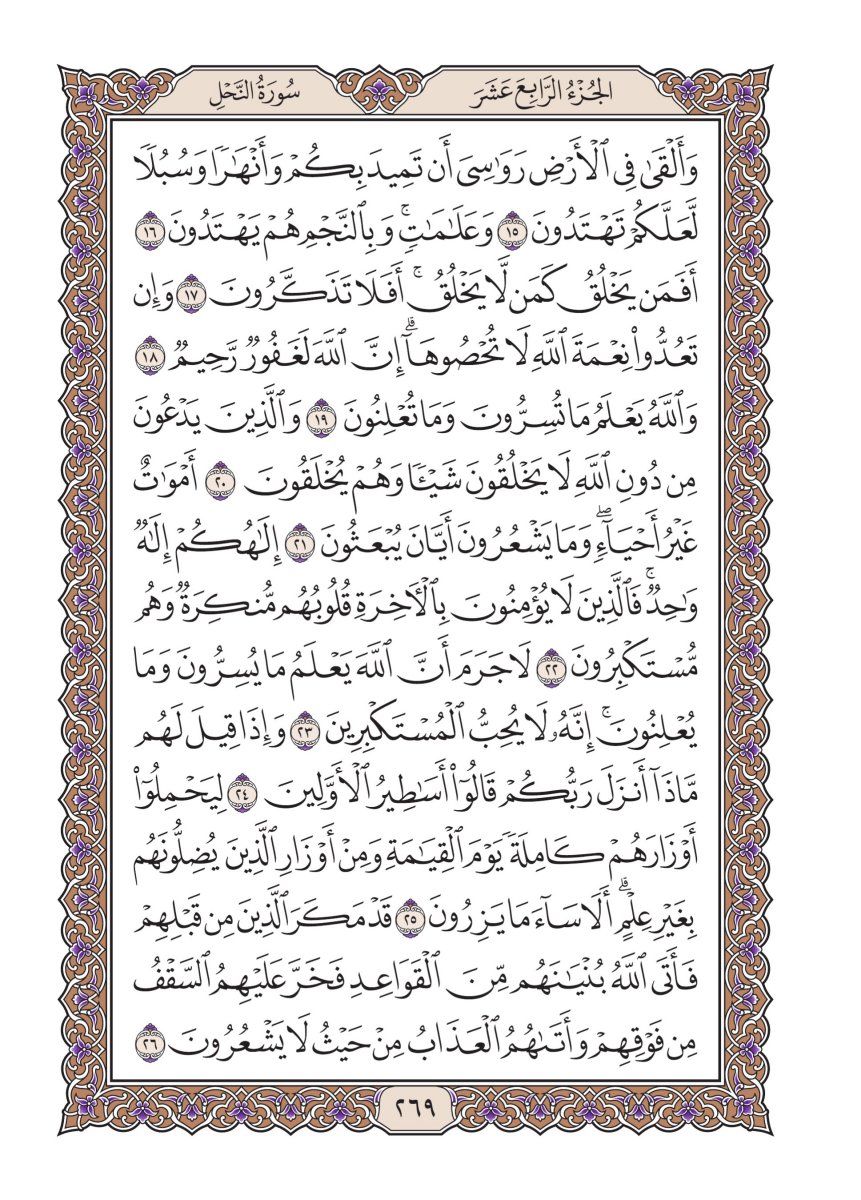 الجُزْءُ الرَّابِعَ عَشَرَ
سُورَةُ النَّحْلِ
وَأَلْقَىٰ فِي ٱلْأَرْضِ رَوَٰسِيَ أَن تَمِيدَ بِكُمْ وَأَنْهَٰرًا وَسُبُلًا
لَّعَلَّكُمْ تَهْتَدُونَ ١٥ وَعَلَٰمَٰتٍۚ وَبِٱلنَّجْمِ هُمْ يَهْتَدُونَ ١٦
أَفَمَن يَخْلُقُ كَمَن لَّا يَخْلُقُۚ أَفَلَا تَذَكَّرُونَ ١٧ وَإِن
تَعُدُّوا۟ نِعْمَةَ ٱللَّهِ لَا تُحْصُوهَآۗ إِنَّ ٱللَّهَ لَغَفُورٌ رَّحِيمٌ ١٨
وَٱللَّهُ يَعْلَمُ مَا تُسِرُّونَ وَمَا تُعْلِنُونَ ١٩ وَٱلَّذِينَ يَدْعُونَ
مِن دُونِ ٱللَّهِ لَا يَخْلُقُونَ شَيْـًٔا وَهُمْ يُخْلَقُونَ ٢٠ أَمْوَٰتٌ
غَيْرُ أَحْيَآءٍۖ وَمَا يَشْعُرُونَ أَيَّانَ يُبْعَثُونَ ٢١ إِلَٰهُكُمْ إِلَٰهٌ
وَٰحِدٌۚ فَٱلَّذِينَ لَا يُؤْمِنُونَ بِٱلْأَخِرَةِ قُلُوبُهُم مُّنكِرَةٌ وَهُم
مُّسْتَكْبِرُونَ ٢٢ لَا جَرَمَ أَنَّ ٱللَّهَ يَعْلَمُ مَا يُسِرُّونَ وَمَا
يُعْلِنُونَۚ إِنَّهُۥ لَا يُحِبُّ ٱلْمُسْتَكْبِرِينَ ٢٣ وَإِذَا قِيلَ لَهُم
مَّاذَآ أَنزَلَ رَبُّكُمْ قَالُوٓا۟ أَسَٰطِيرُ ٱلْأَوَّلِينَ ٢٤ لِيَحْمِلُوٓا۟
أَوْزَارَهُمْ كَامِلَةً يَوْمَ ٱلْقِيَٰمَةِ وَمِنْ أَوْزَارِ ٱلَّذِينَ يُضِلُّونَهُم
بِغَيْرِ عِلْمٍۗ أَلَا سَآءَ مَا يَزِرُونَ ٢٥ قَدْ مَكَرَ ٱلَّذِينَ مِن قَبْلِهِمْ
فَأَتَى ٱللَّهُ بُنْيَٰنَهُم مِّنَ ٱلْقَوَاعِدِ فَخَرَّ عَلَيْهِمُ ٱلسَّقْفُ
مِن فَوْقِهِمْ وَأَتَىٰهُمُ ٱلْعَذَابُ مِنْ حَيْثُ لَا يَشْعُرُونَ ٢٦
٢٦٩